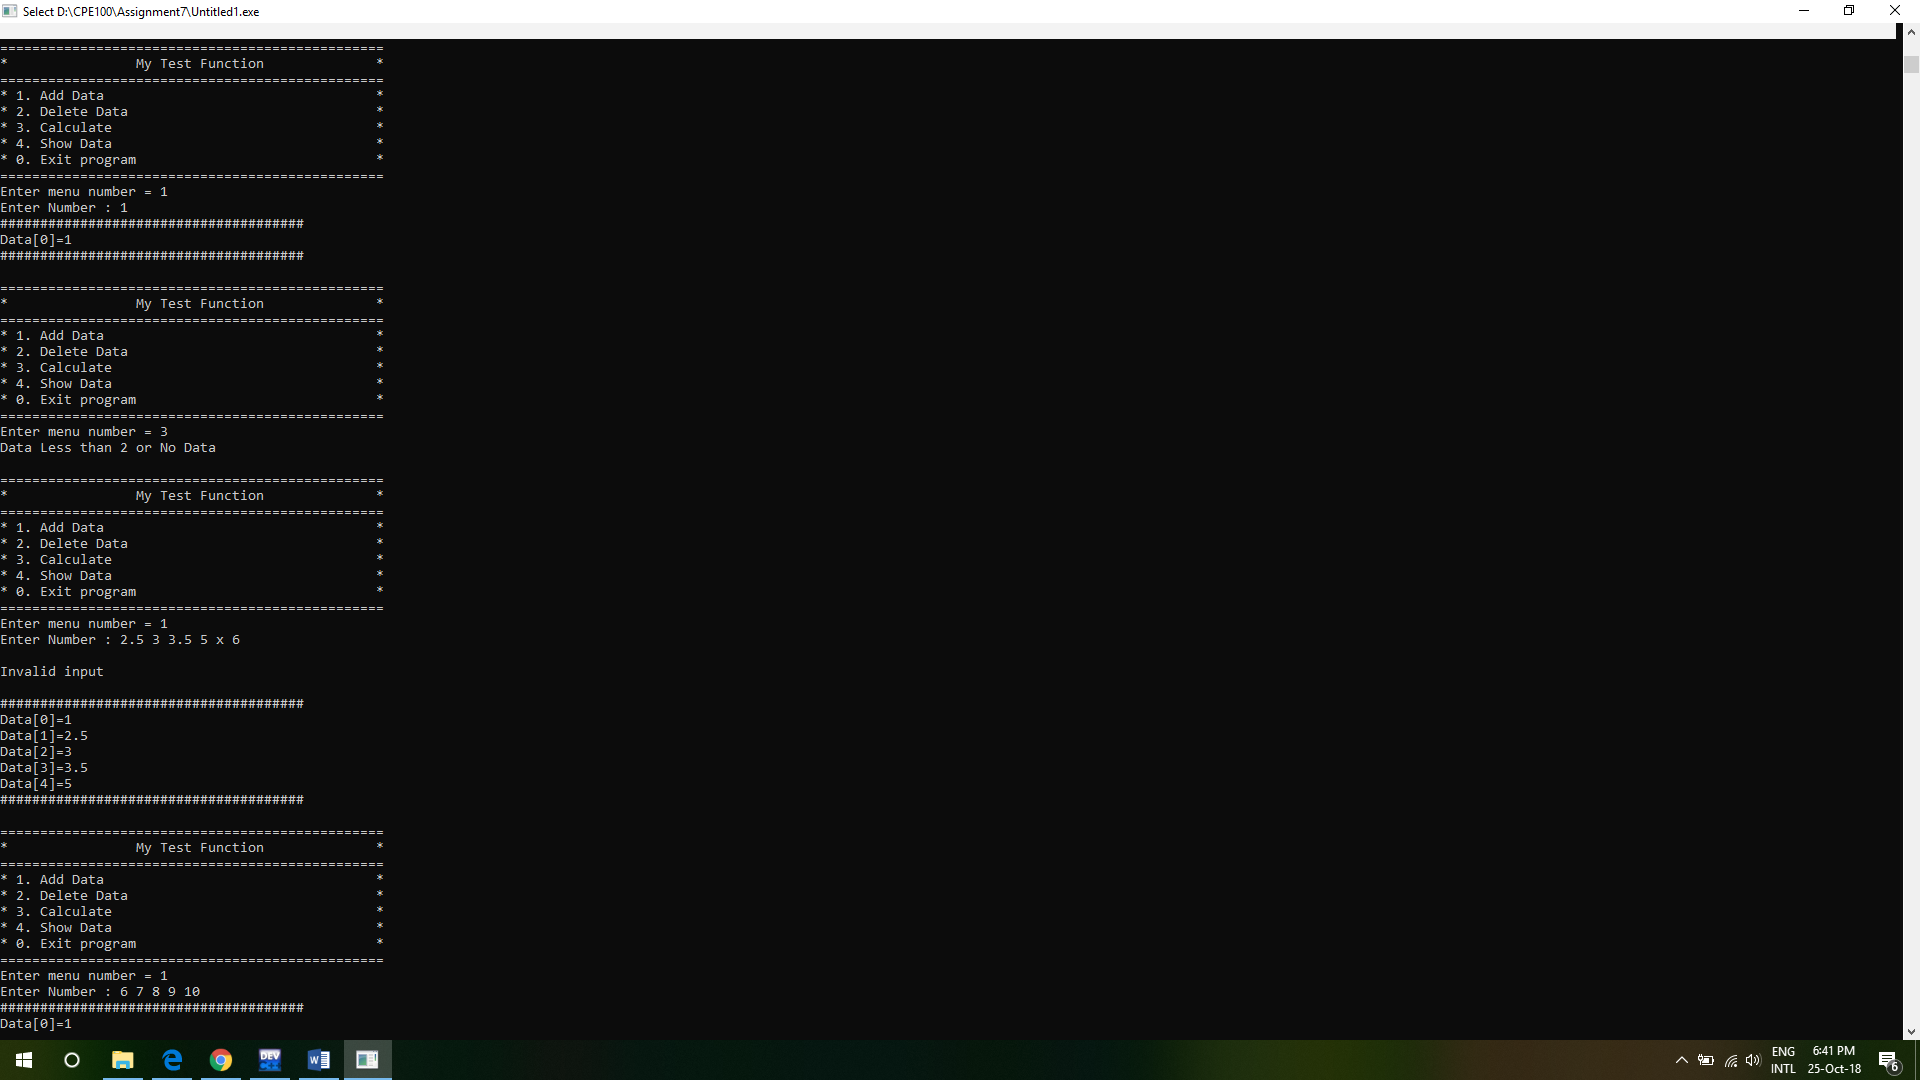 Select D:\CPE100\Assignment7\Untitled1.exe
================================================
*                My Test Function              *
================================================
* 1. Add Data                                  *
* 2. Delete Data                               *
* 3. Calculate                                 *
* 4. Show Data                                 *
* 0. Exit program                              *
================================================
Enter menu number = 1
Enter Number : 1
######################################
Data[0]=1
######################################

================================================
*                My Test Function              *
================================================
* 1. Add Data                                  *
* 2. Delete Data                               *
* 3. Calculate                                 *
* 4. Show Data                                 *
* 0. Exit program                              *
================================================
Enter menu number = 3
Data Less than 2 or No Data

================================================
*                My Test Function              *
================================================
* 1. Add Data                                  *
* 2. Delete Data                               *
* 3. Calculate                                 *
* 4. Show Data                                 *
* 0. Exit program                              *
================================================
Enter menu number = 1
Enter Number : 2.5 3 3.5 5 x 6

Invalid input

######################################
Data[0]=1
Data[1]=2.5
Data[2]=3
Data[3]=3.5
Data[4]=5
######################################

================================================
*                My Test Function              *
================================================
* 1. Add Data                                  *
* 2. Delete Data                               *
* 3. Calculate                                 *
* 4. Show Data                                 *
* 0. Exit program                              *
================================================
Enter menu number = 1
Enter Number : 6 7 8 9 10
######################################
Data[0]=1
DEV
C++
W
ENG
INTL
6:41 PM
25-Oct-18
6